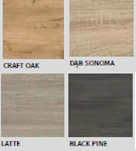 CRAFT OAK
DĄB SONOMA
LATTE
BLACK PINE